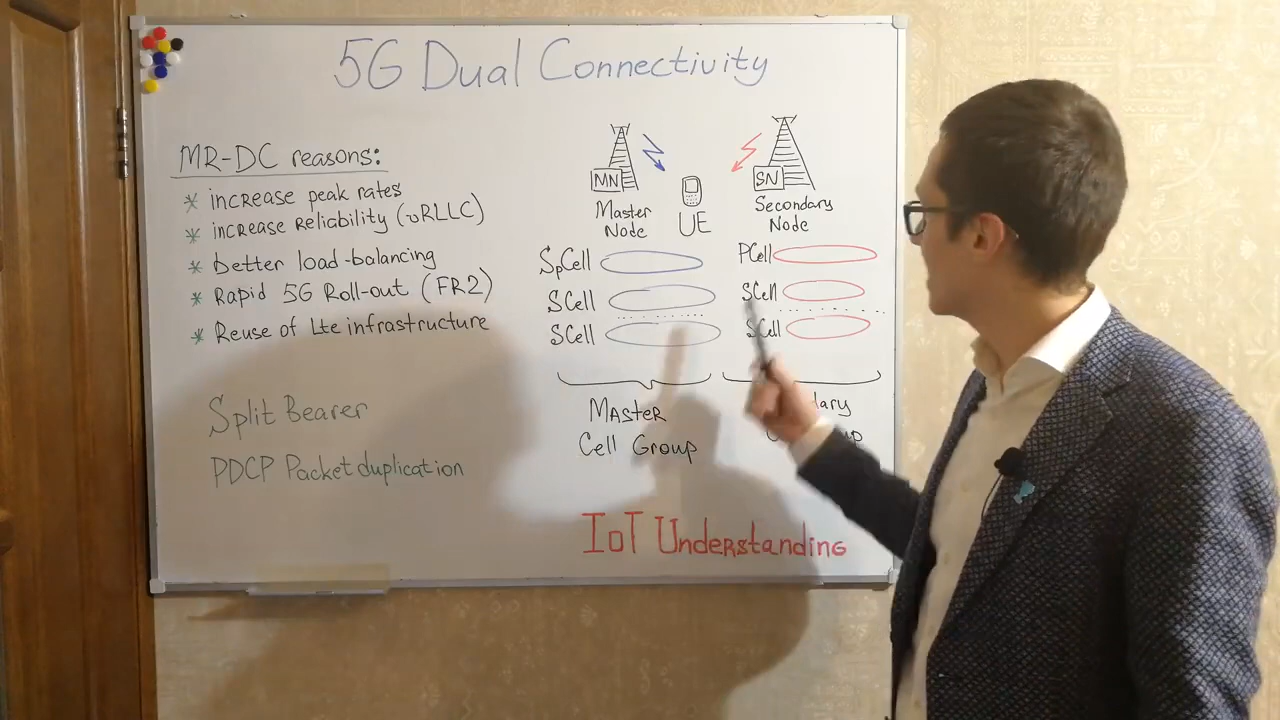 5G Dual Connectivity
MR-DC reasons:
* increase peak rates
* increase reliability (uRLLC)
* better load-balancing
* Rapid 5G Roll-out (FR2)
* Reuse of Lte infrastructure
Split Bearer
PDCP Packet duplication
MN
Master
Node
UE
SN
Secondary
Node
SpCell
SCell
SCell
PCell
SCell
SCell
Master
Cell Group
IoT Understanding